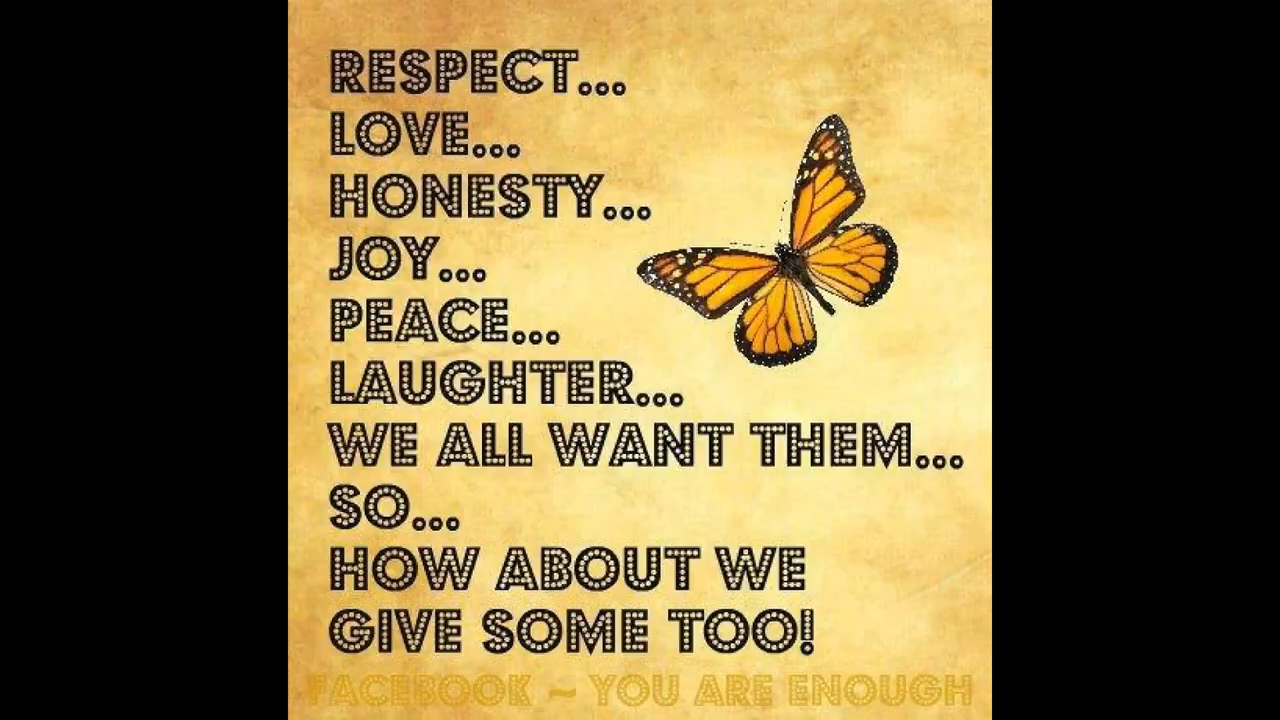 RESPECT...
LOVE...
HONESTY...
JOY...
PEACE...
LAUGHTER...
WE ALL WANT THEM...
SO...
HOW ABOUT WE
GIVE SOME TOO!
FACEBOOK ~ YOU ARE ENOUGH